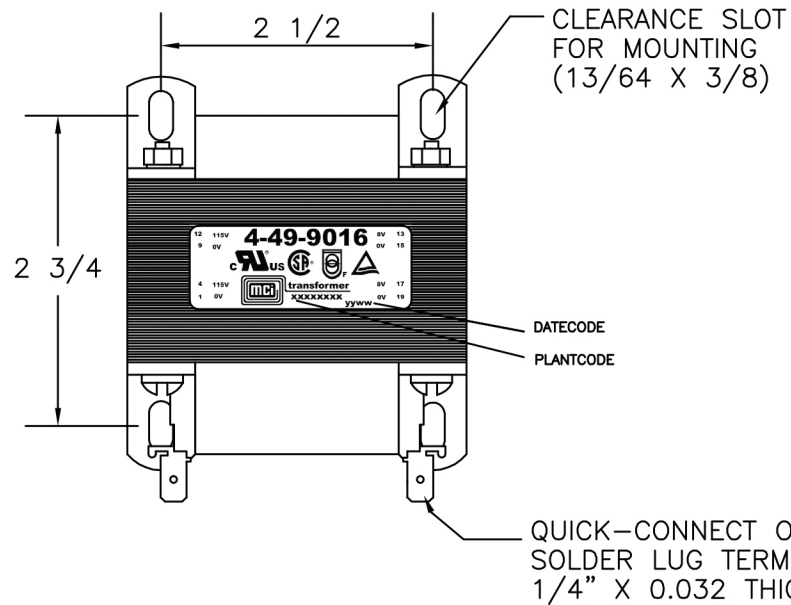 2 1/2
CLEARANCE SLOT
FOR MOUNTING
(13/64 X 3/8)
2 3/4
12 115V 4-49-9016 8V 13
9 0V 0V 15
c US SA ® F
4 115V transformer 8V 17
1 0V mci XXXXXXXX 0V 19
yyww
DATECODE
PLANTCODE
QUICK-CONNECT O
SOLDER LUG TERM
1/4" X 0.032 THIC